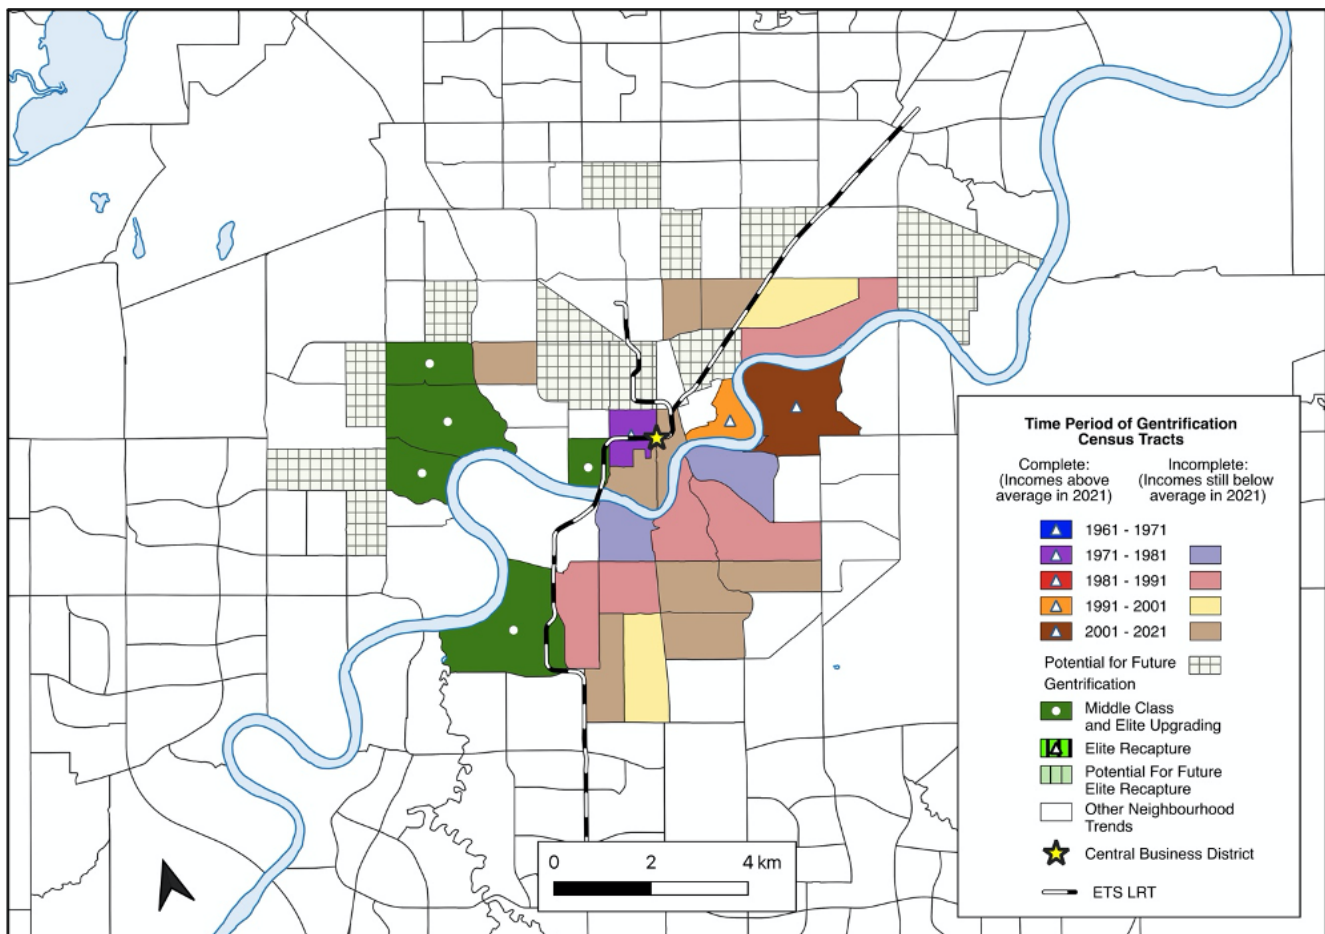 Time Period of Gentrification
Census Tracts
Complete:
(Incomes above
average in 2021)
Incomplete:
(Incomes still below
average in 2021)
1961 - 1971
1971 - 1981
1981 - 1991
1991 - 2001
2001 - 2021
Potential for Future
Gentrification
Middle Class
and Elite Upgrading
Elite Recapture
Potential For Future
Elite Recapture
Other Neighbourhood
Trends
Central Business District
ETS LRT
0 2 4 km